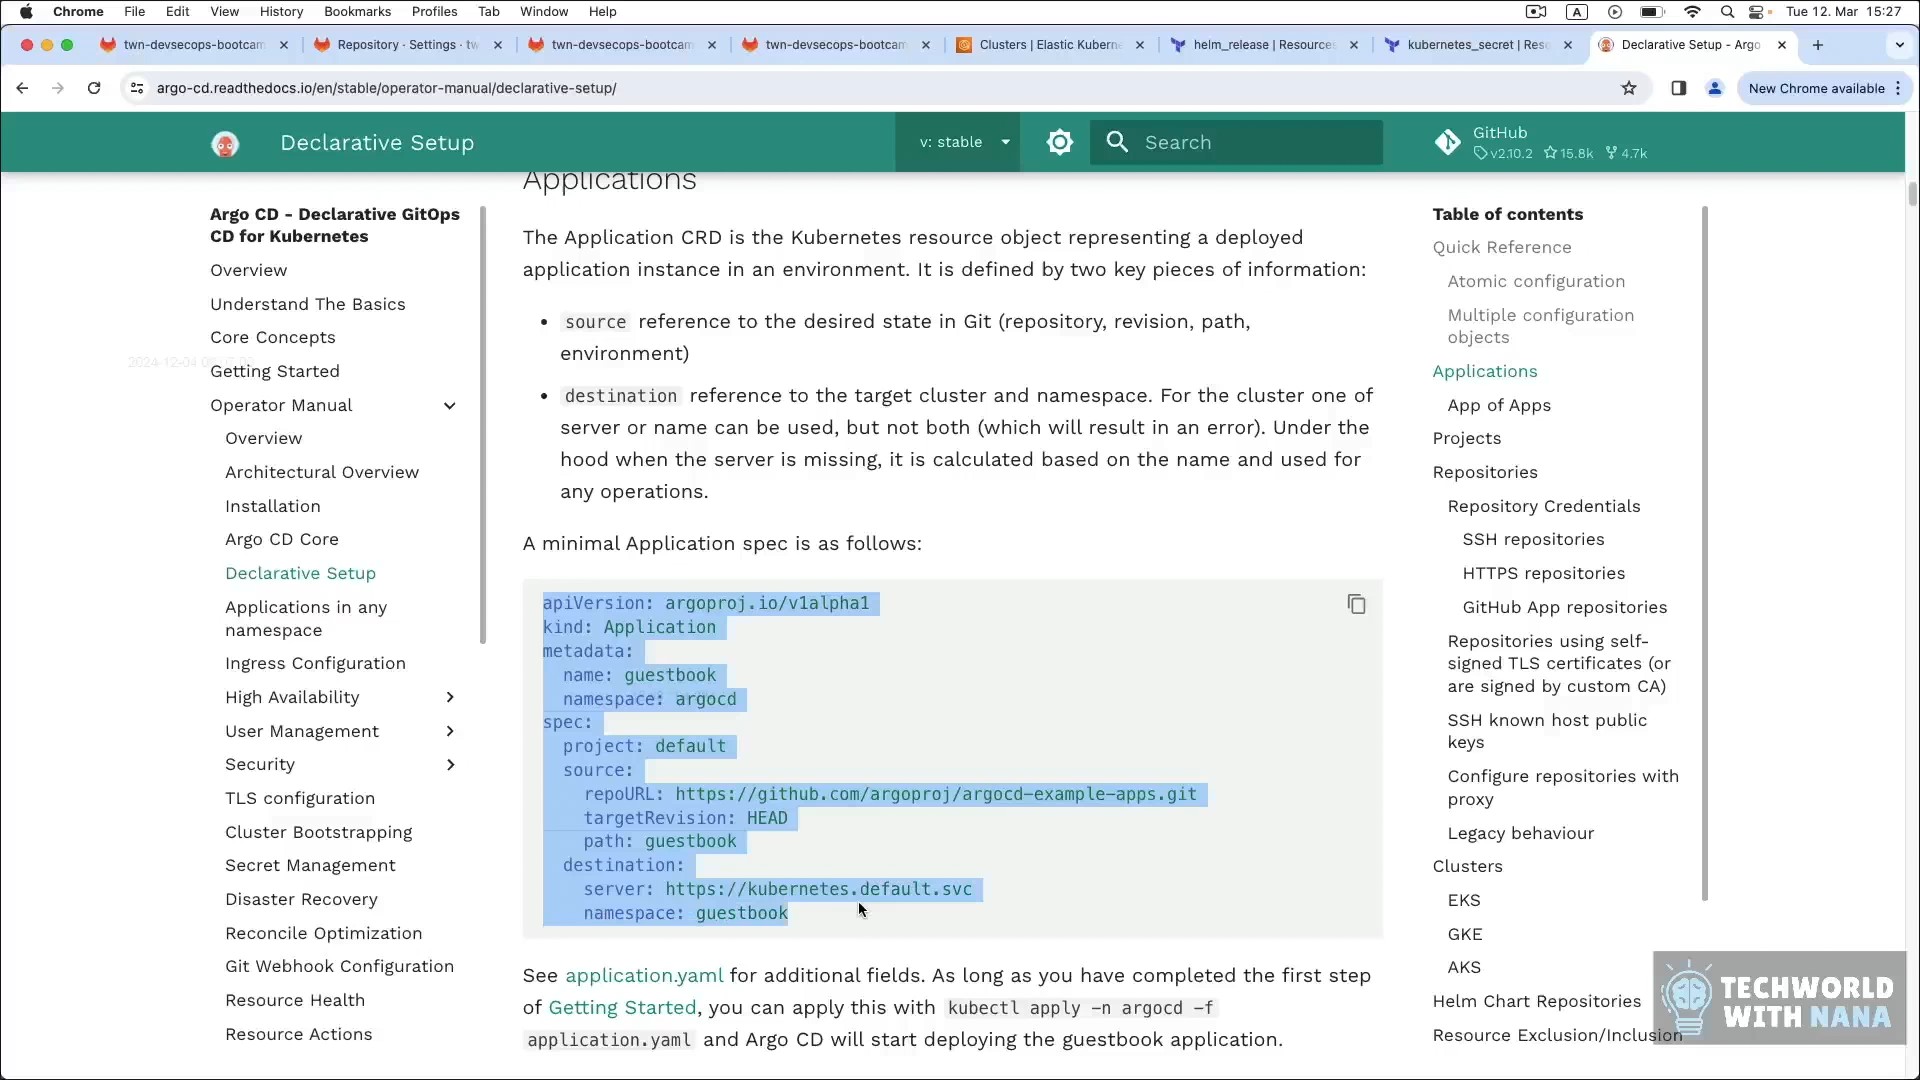 Chrome File Edit View History Bookmarks Profiles Tab Window Help
A
Tue 12. Mar 15:27
twn-devsecops-bootcam
Repository · Settings · tw
twn-devsecops-bootcam
twn-devsecops-bootcam
Clusters | Elastic Kuberne
helm_release | Resources
kubernetes_secret | Reso
Declarative Setup - Argo
argo-cd.readthedocs.io/en/stable/operator-manual/declarative-setup/
New Chrome available
Declarative Setup
v: stable
Search
GitHub
v2.10.2 15.8k 4.7k
Argo CD - Declarative GitOps
CD for Kubernetes
Overview
Understand The Basics
Core Concepts
Getting Started
Operator Manual
Overview
Architectural Overview
Installation
Argo CD Core
Declarative Setup
Applications in any
namespace
Ingress Configuration
High Availability
User Management
Security
TLS configuration
Cluster Bootstrapping
Secret Management
Disaster Recovery
Reconcile Optimization
Git Webhook Configuration
Resource Health
Resource Actions
Applications
The Application CRD is the Kubernetes resource object representing a deployed
application instance in an environment. It is defined by two key pieces of information:
• source reference to the desired state in Git (repository, revision, path,
environment)
• destination reference to the target cluster and namespace. For the cluster one of
server or name can be used, but not both (which will result in an error). Under the
hood when the server is missing, it is calculated based on the name and used for
any operations.
A minimal Application spec is as follows:
apiVersion: argoproj.io/v1alpha1
kind: Application
metadata:
  name: guestbook
  namespace: argocd
spec:
  project: default
  source:
    repoURL: https://github.com/argoproj/argocd-example-apps.git
    targetRevision: HEAD
    path: guestbook
  destination:
    server: https://kubernetes.default.svc
    namespace: guestbook
See application.yaml for additional fields. As long as you have completed the first step
of Getting Started, you can apply this with kubectl apply -n argocd -f
application.yaml and Argo CD will start deploying the guestbook application.
Table of contents
Quick Reference
Atomic configuration
Multiple configuration
objects
Applications
App of Apps
Projects
Repositories
Repository Credentials
SSH repositories
HTTPS repositories
GitHub App repositories
Repositories using self-
signed TLS certificates (or
are signed by custom CA)
SSH known host public
keys
Configure repositories with
proxy
Legacy behaviour
Clusters
EKS
GKE
AKS
Helm Chart Repositories
Resource Exclusion/Inclusion
TECHWORLD
WITH NANA
2024-12-04